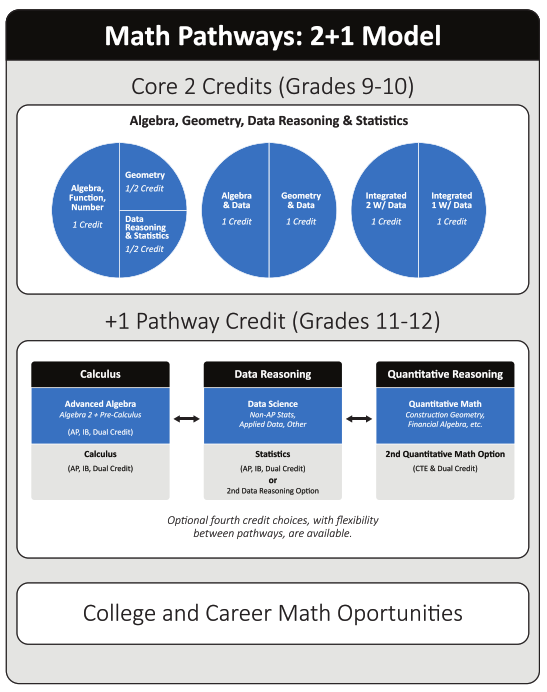 Math Pathways: 2+1 Model
Core 2 Credits (Grades 9-10)
Algebra, Geometry, Data Reasoning & Statistics
Algebra,
Function,
Number
1 Credit
Geometry
1/2 Credit
Data
Reasoning
& Statistics
1/2 Credit
Algebra
& Data
1 Credit
Geometry
& Data
1 Credit
Integrated
2 W/ Data
1 Credit
Integrated
1 W/ Data
1 Credit
+1 Pathway Credit (Grades 11-12)
Calculus
Advanced Algebra
Algebra 2 + Pre-Calculus
(AP, IB, Dual Credit)
Calculus
(AP, IB, Dual Credit)
Data Reasoning
Data Science
Non-AP Stats,
Applied Data, Other
Statistics
(AP, IB, Dual Credit)
or
2nd Data Reasoning Option
Quantitative Reasoning
Quantitative Math
Construction Geometry,
Financial Algebra, etc.
2nd Quantitative Math Option
(CTE & Dual Credit)
Optional fourth credit choices, with flexibility
between pathways, are available.
College and Career Math Oportunities